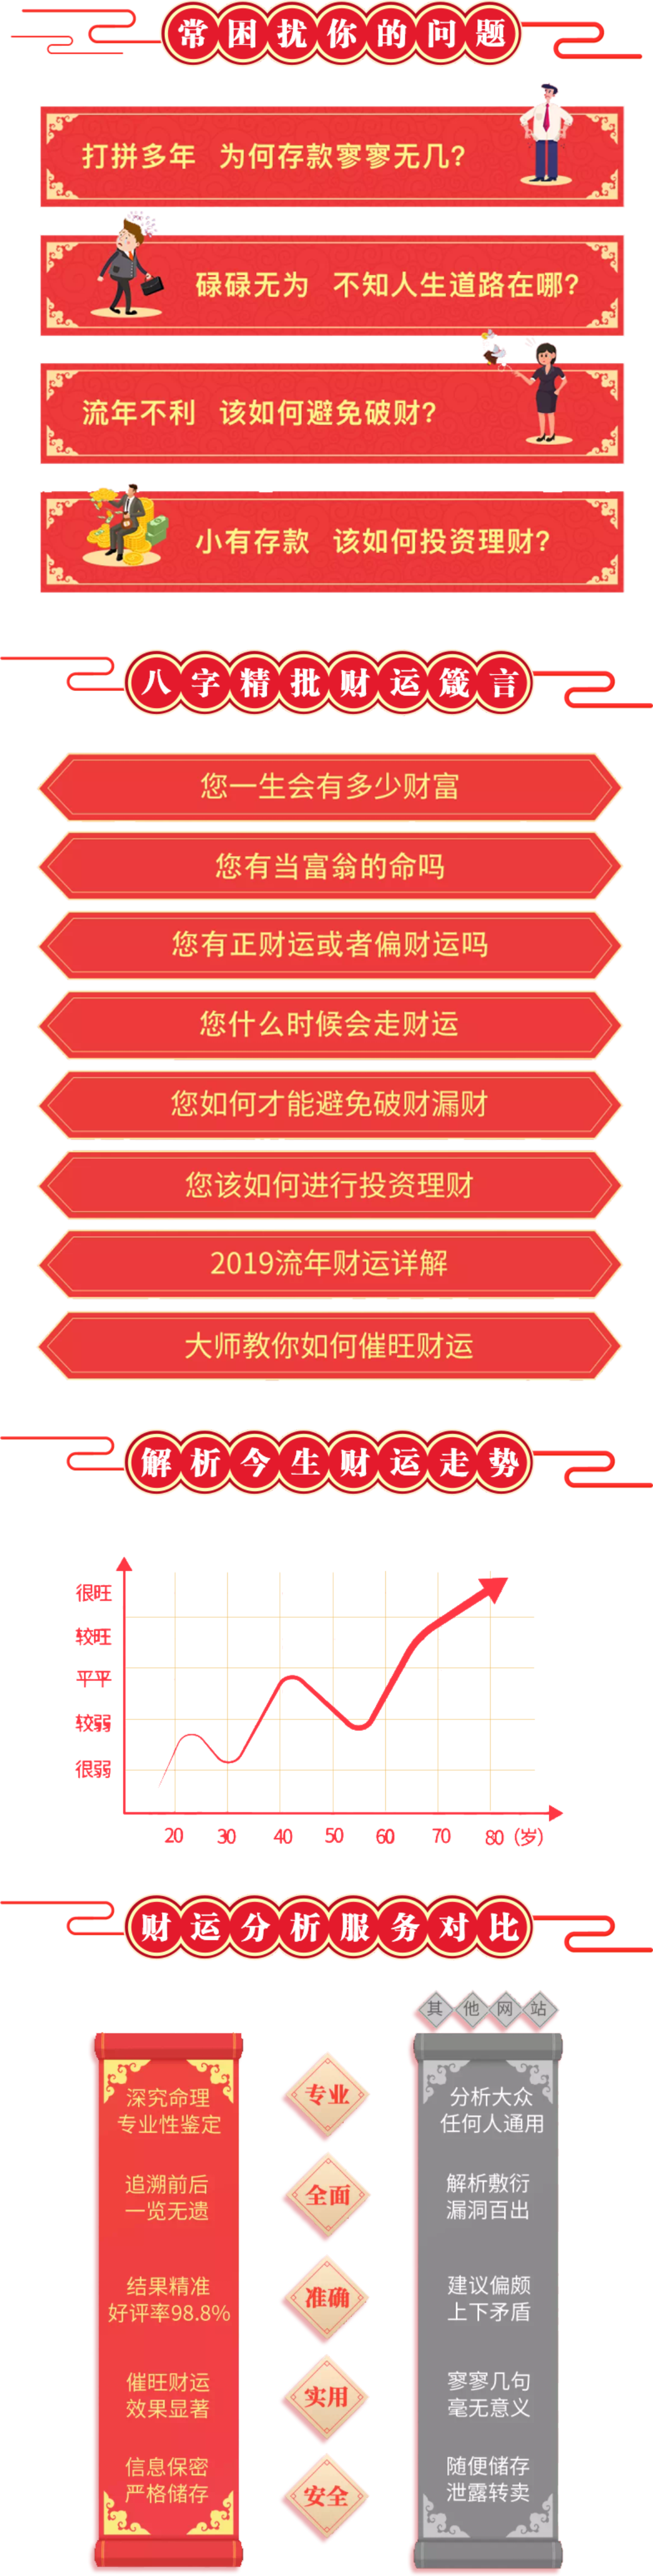 常困扰你的问题
打拼多年 为何存款寥寥无几?
碌碌无为 不知人生道路在哪?
流年不利 该如何避免破财?
小有存款 该如何投资理财?
八字精批财运箴言
您一生会有多少财富
您有当富翁的命吗
您有正财运或者偏财运吗
您什么时候会走财运
您如何才能避免破财漏财
您该如何进行投资理财
2019流年财运详解
大师教你如何催旺财运
解析今生财运走势
很旺
较旺
平平
较弱
很弱
20 30 40 50 60 70 80 (岁)
财运分析服务对比
其他网站
深究命理
专业性鉴定
专业
分析大众
任何人通用
追溯前后
一览无遗
全面
解析敷衍
漏洞百出
结果精准
好评率98.8%
准确
建议偏颇
上下矛盾
催旺财运
效果显著
实用
寥寥几句
毫无意义
信息保密
严格储存
安全
随便储存
泄露转卖